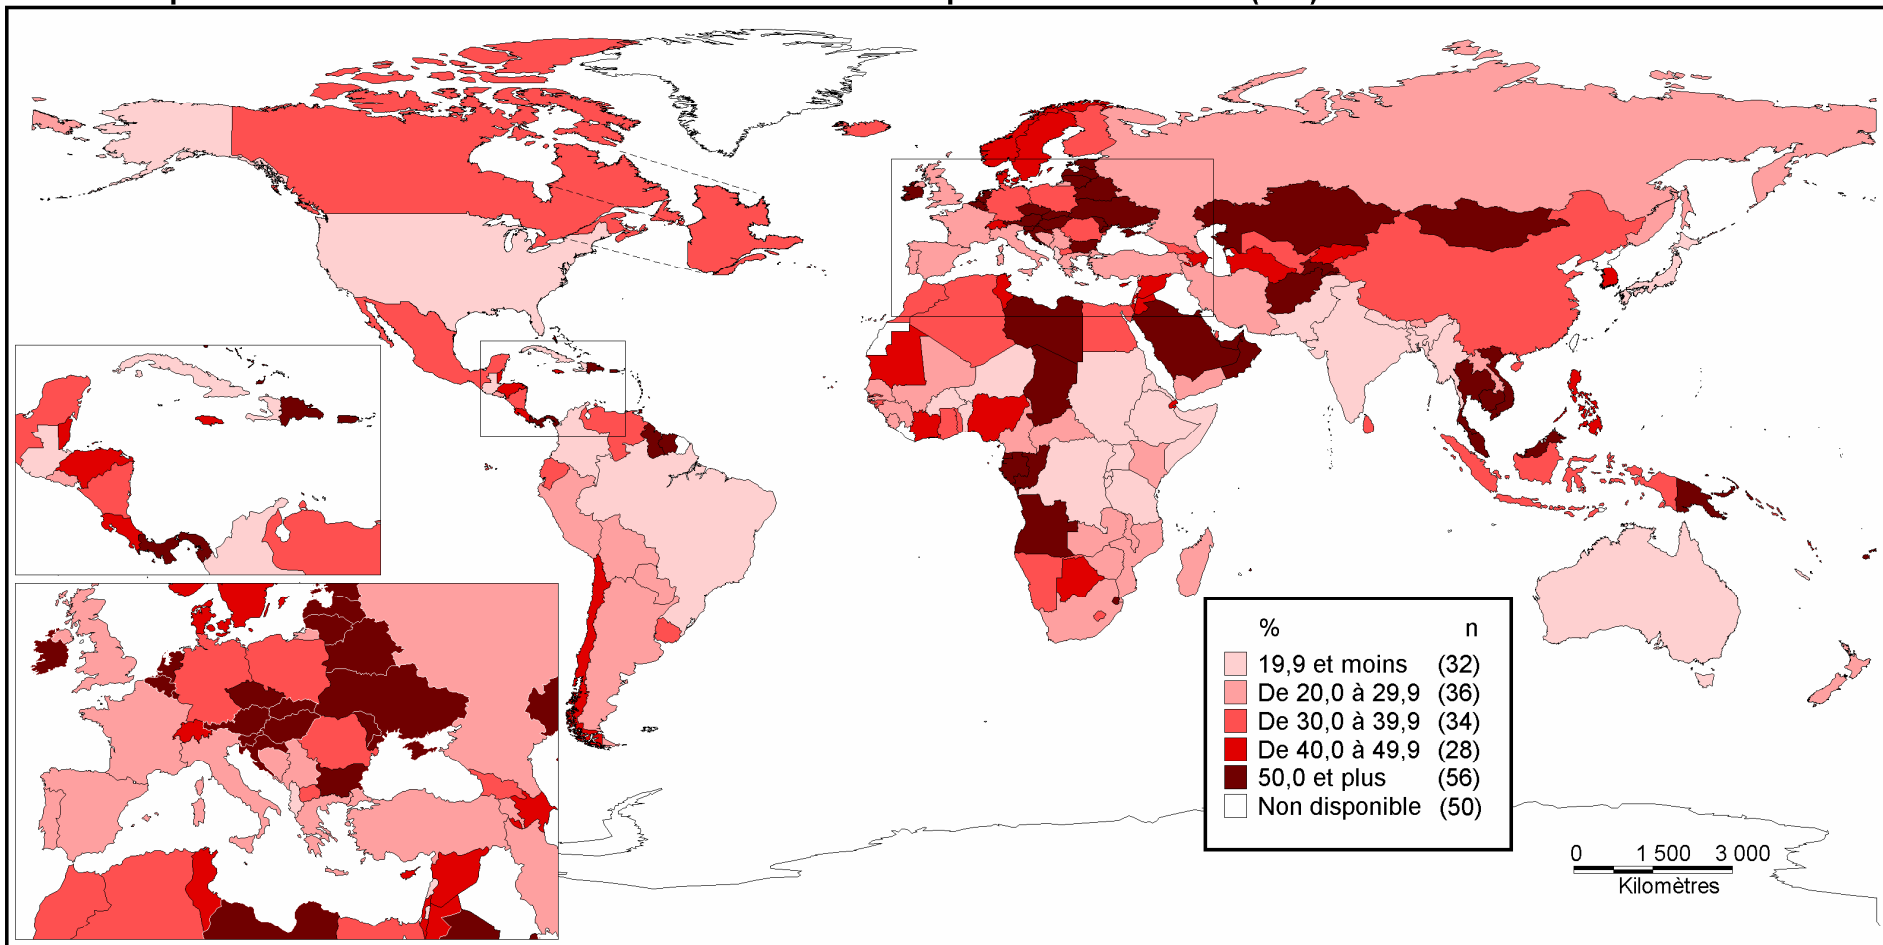 % n
19,9 et moins (32)
De 20,0 à 29,9 (36)
De 30,0 à 39,9 (34)
De 40,0 à 49,9 (28)
50,0 et plus (56)
Non disponible (50)
0 1 500 3 000
Kilomètres